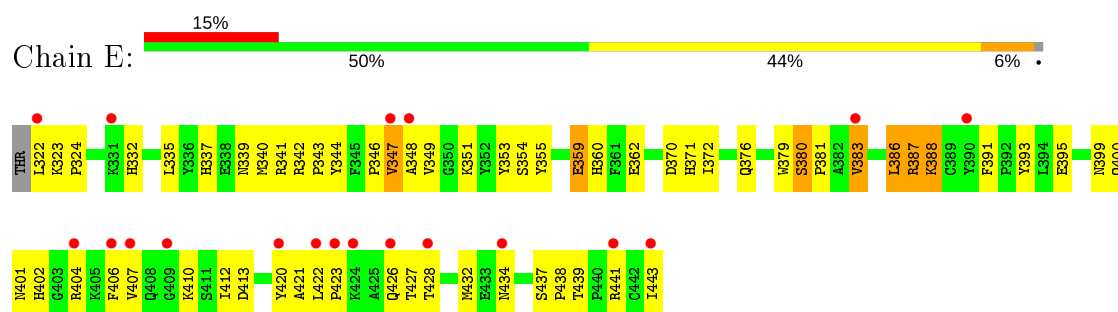 15%
Chain E:
50% 44% 6% •
THR L322 K323 P324 K331 H332 L335 Y336 H337 E338 N339 M340 R341 R342 P343 Y344 F345 P346 V347 A348 V349 G350 K351 Y352 Y353 S354 Y355 E359 H360 F361 E362 D370 H371 I372 Q376 W379 S380 P381 A382 V383 L386 R387 K388 C389 Y390 F391 P392 Y393 L394 E395 N399 Q400
N401 H402 G403 R404 K405 F406 V407 Q408 G409 K410 S411 I412 D413 Y420 A421 L422 P423 K424 A425 Q426 T427 T428 M432 E433 N434 S437 P438 T439 P440 R441 C442 I443